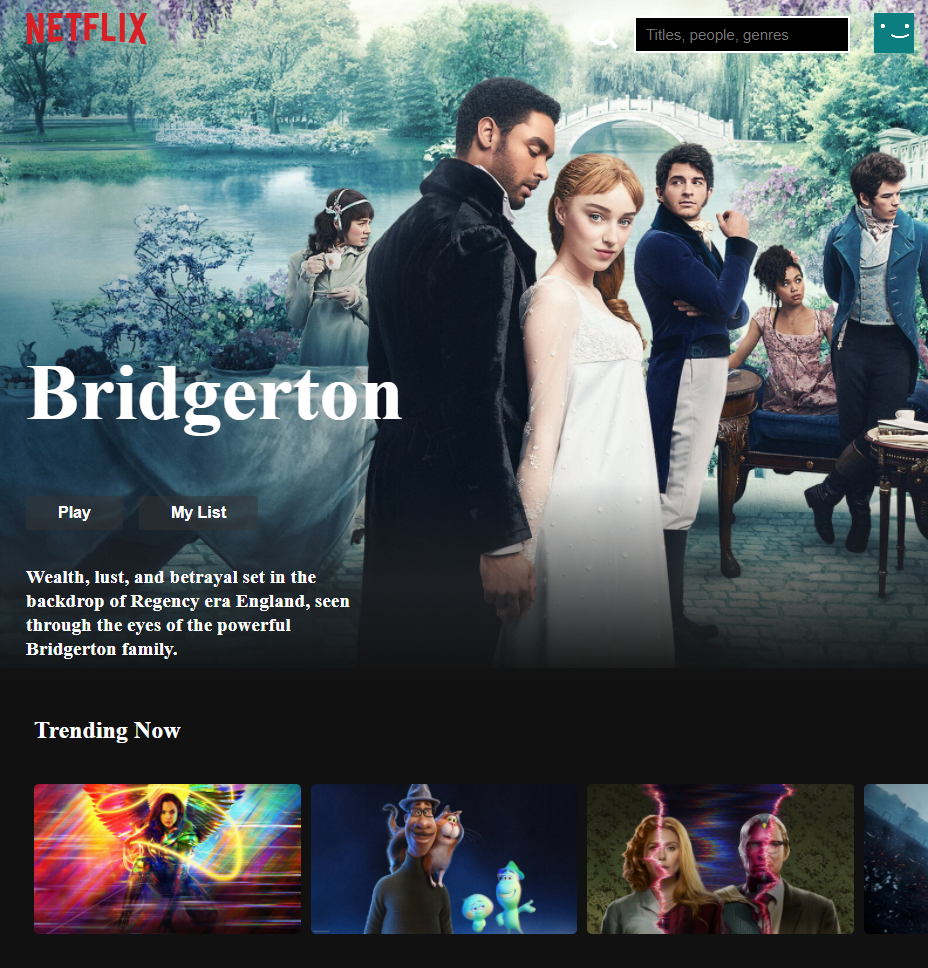 NETFLIX
Titles, people, genres
Bridgerton
Play
My List
Wealth, lust, and betrayal set in the
backdrop of Regency era England, seen
through the eyes of the powerful
Bridgerton family.
Trending Now